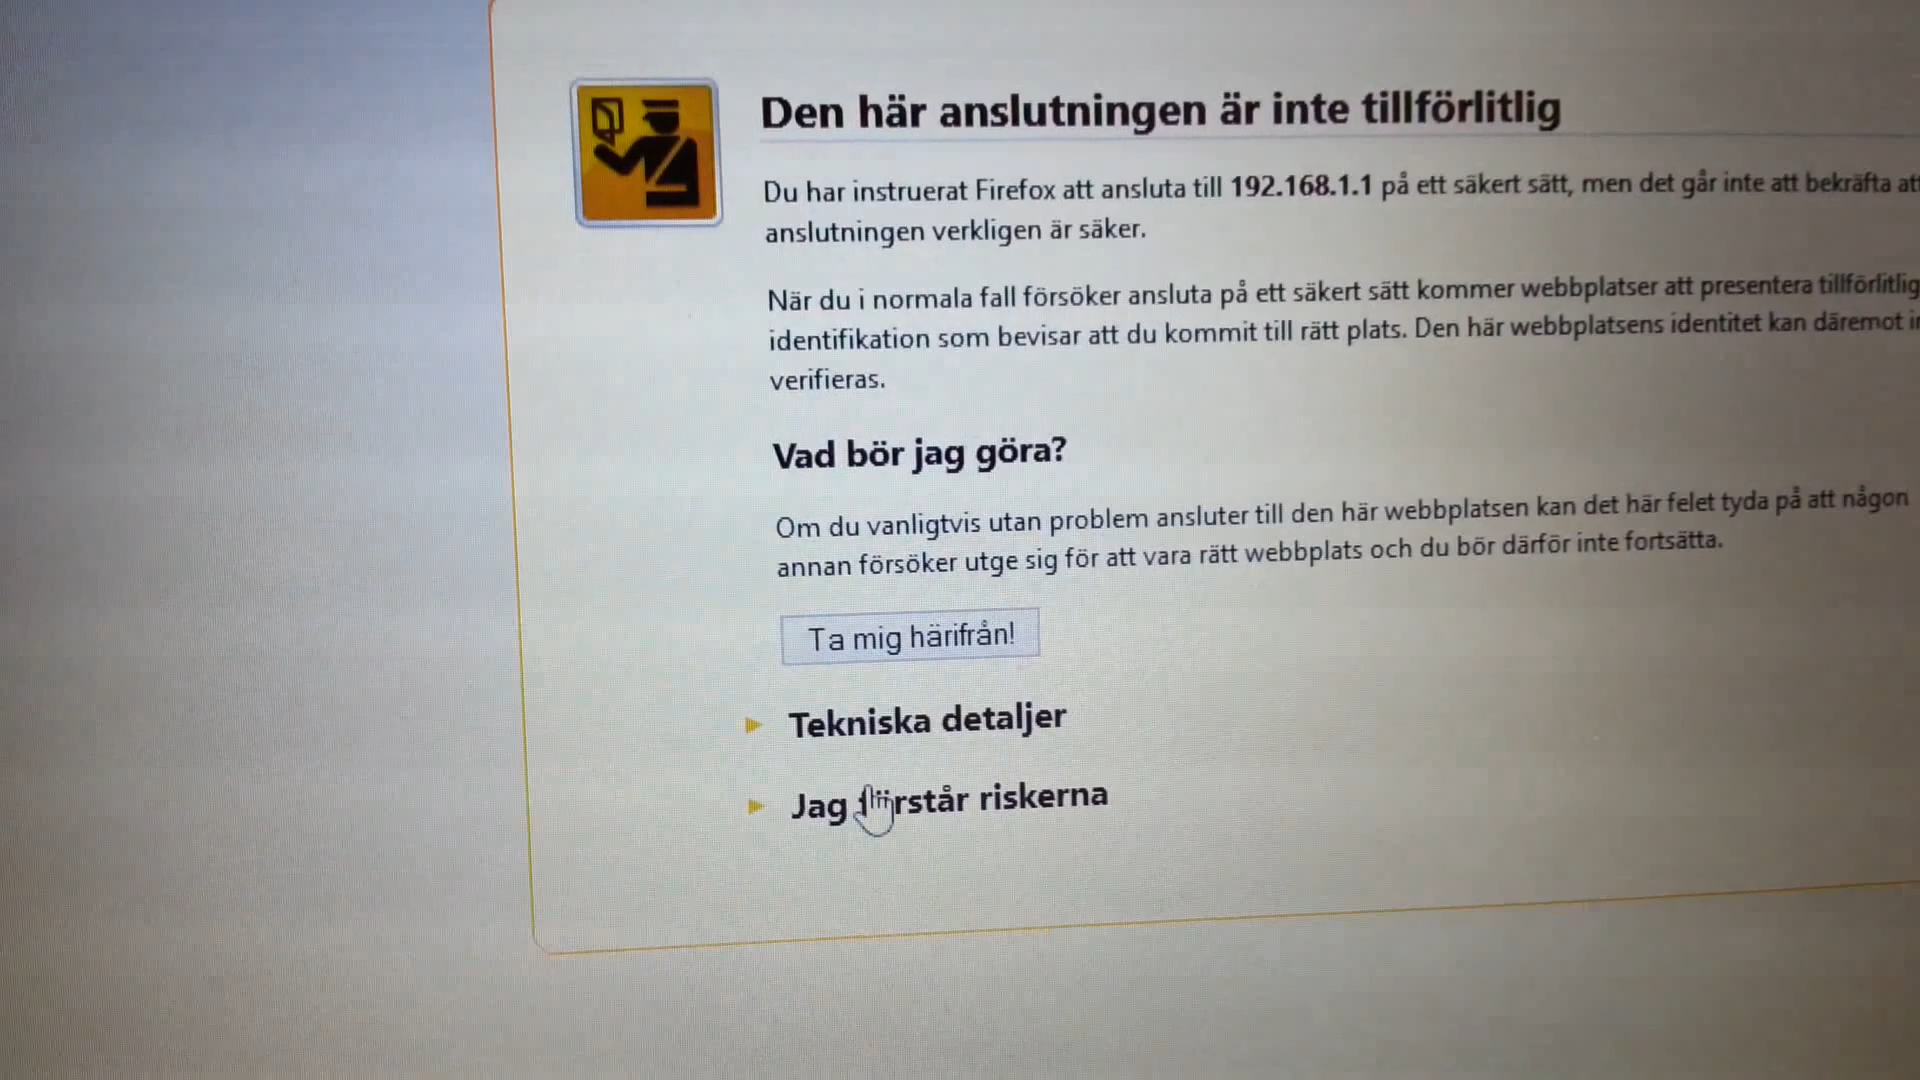 Den här anslutningen är inte tillförlitlig
Du har instruerat Firefox att ansluta till 192.168.1.1 på ett säkert sätt, men det går inte att bekräfta att
anslutningen verkligen är säker.
När du i normala fall försöker ansluta på ett säkert sätt kommer webbplatser att presentera tillförlitlig
identifikation som bevisar att du kommit till rätt plats. Den här webbplatsens identitet kan däremot
verifieras.
Vad bör jag göra?
Om du vanligtvis utan problem ansluter till den här webbplatsen kan det här felet tyda på att någon
annan försöker utge sig för att vara rätt webbplats och du bör därför inte fortsätta.
Ta mig härifrån!
Tekniska detaljer
Jag förstår riskerna